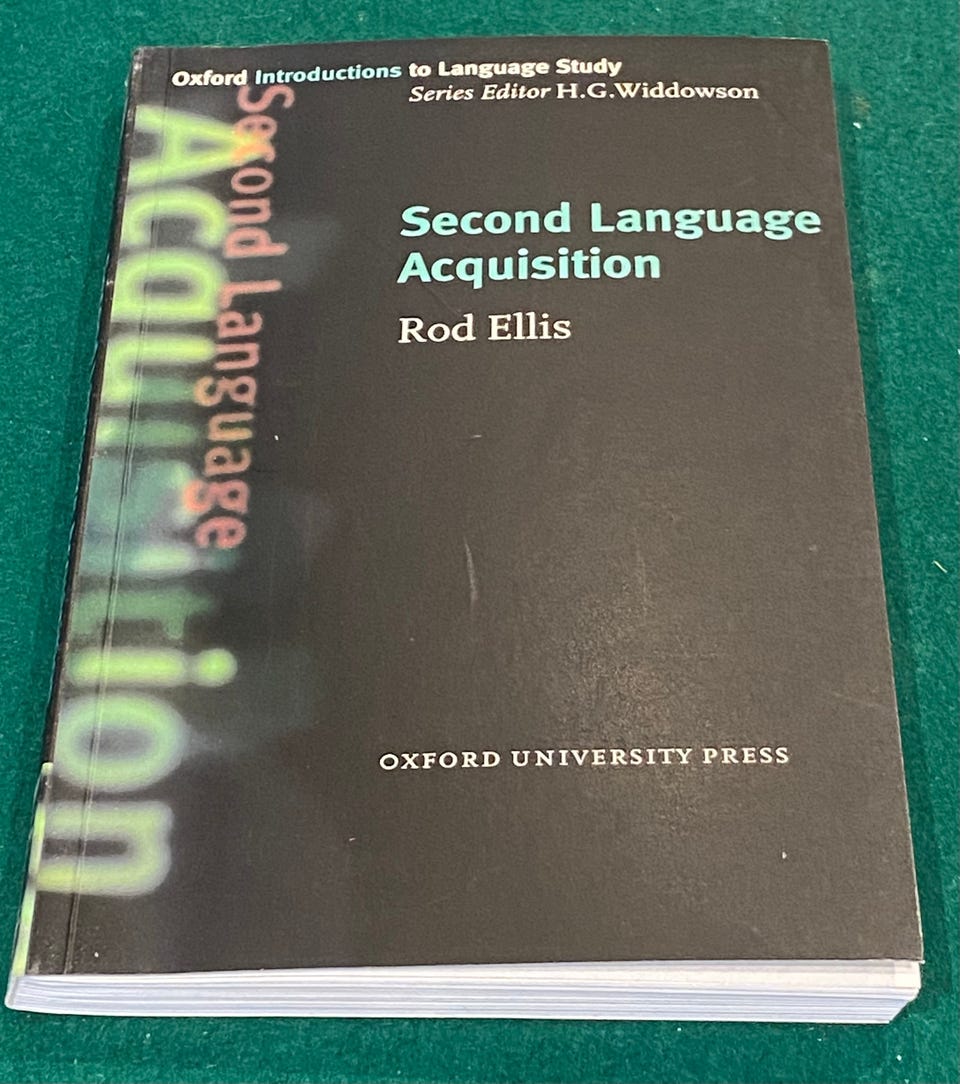 Oxford Introductions to Language Study
Series Editor H.G.Widdowson
Second Language
Acquisition
Second Language
Acquisition
Rod Ellis
OXFORD UNIVERSITY PRESS